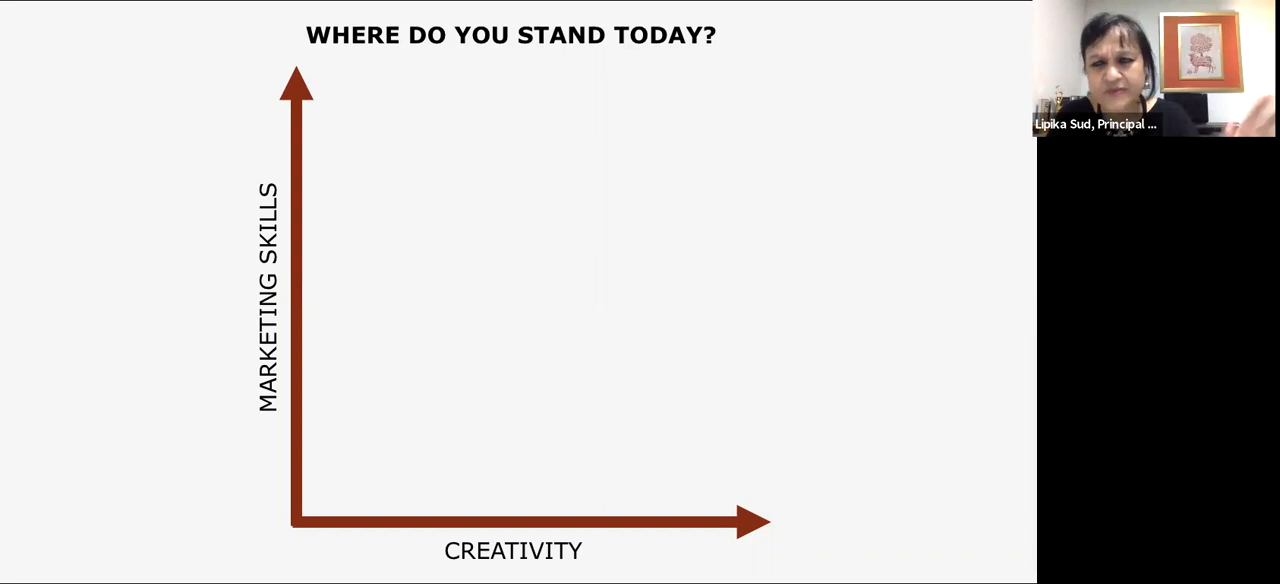 WHERE DO YOU STAND TODAY?
MARKETING SKILLS
CREATIVITY
Lipika Sud, Principal ...